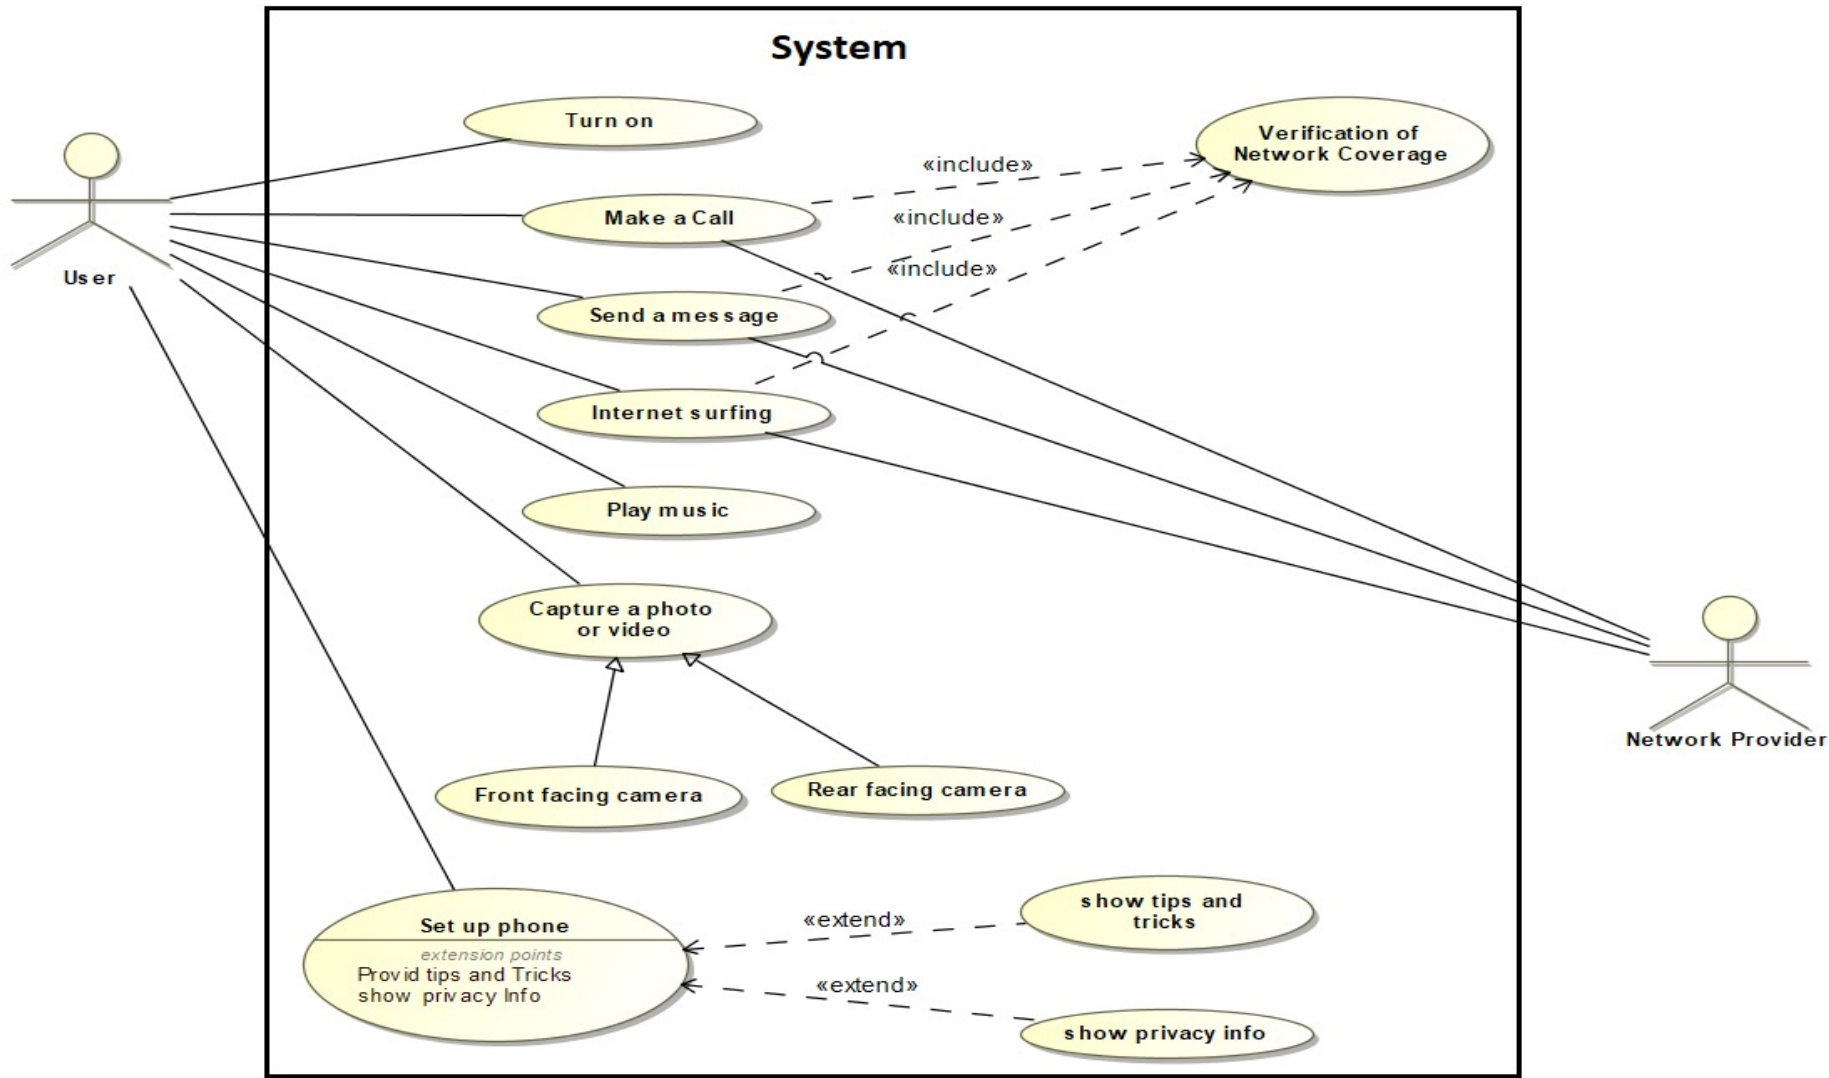 System
Turn on
Verification of
Network Coverage
«include»
Make a Call
«include»
«include»
User
Send a message
Internet surfing
Play music
Capture a photo
or video
Network Provider
Front facing camera
Rear facing camera
Set up phone
extension points
Provid tips and Tricks
show privacy Info
«extend»
show tips and
tricks
«extend»
show privacy info